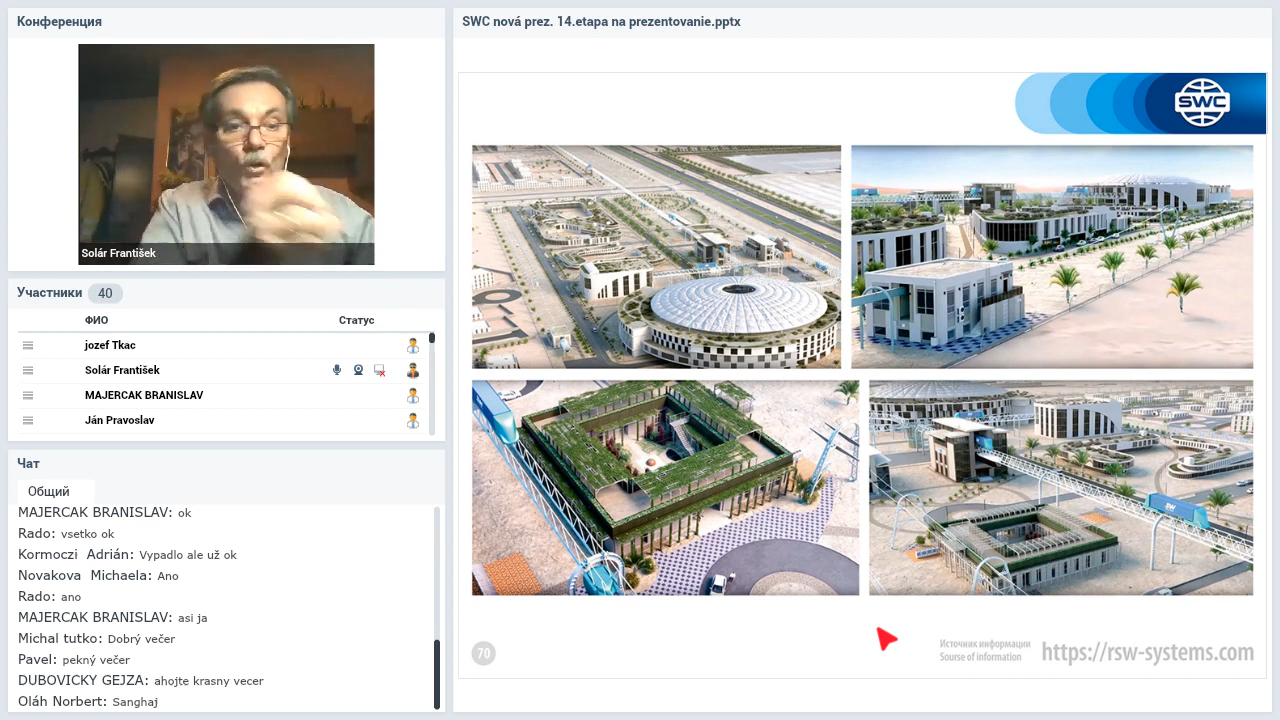 Конференция
Solár František
Участники 40
ФИО Статус
jozef Tkac
Solár František
MAJERCAK BRANISLAV
Ján Pravoslav
Чат
Общий
MAJERCAK BRANISLAV: ok
Rado: vsetko ok
Kormoczi Adrián: Vypadlo ale už ok
Novakova Michaela: Ano
Rado: ano
MAJERCAK BRANISLAV: asi ja
Michal tutko: Dobrý večer
Pavel: pekný večer
DUBOVICKY GEJZA: ahojte krasny vecer
Oláh Norbert: Sanghaj
SWC nová prez. 14.etapa na prezentovanie.pptx
SWC
70
Источник информации
Sourse of information
https://rsw-systems.com